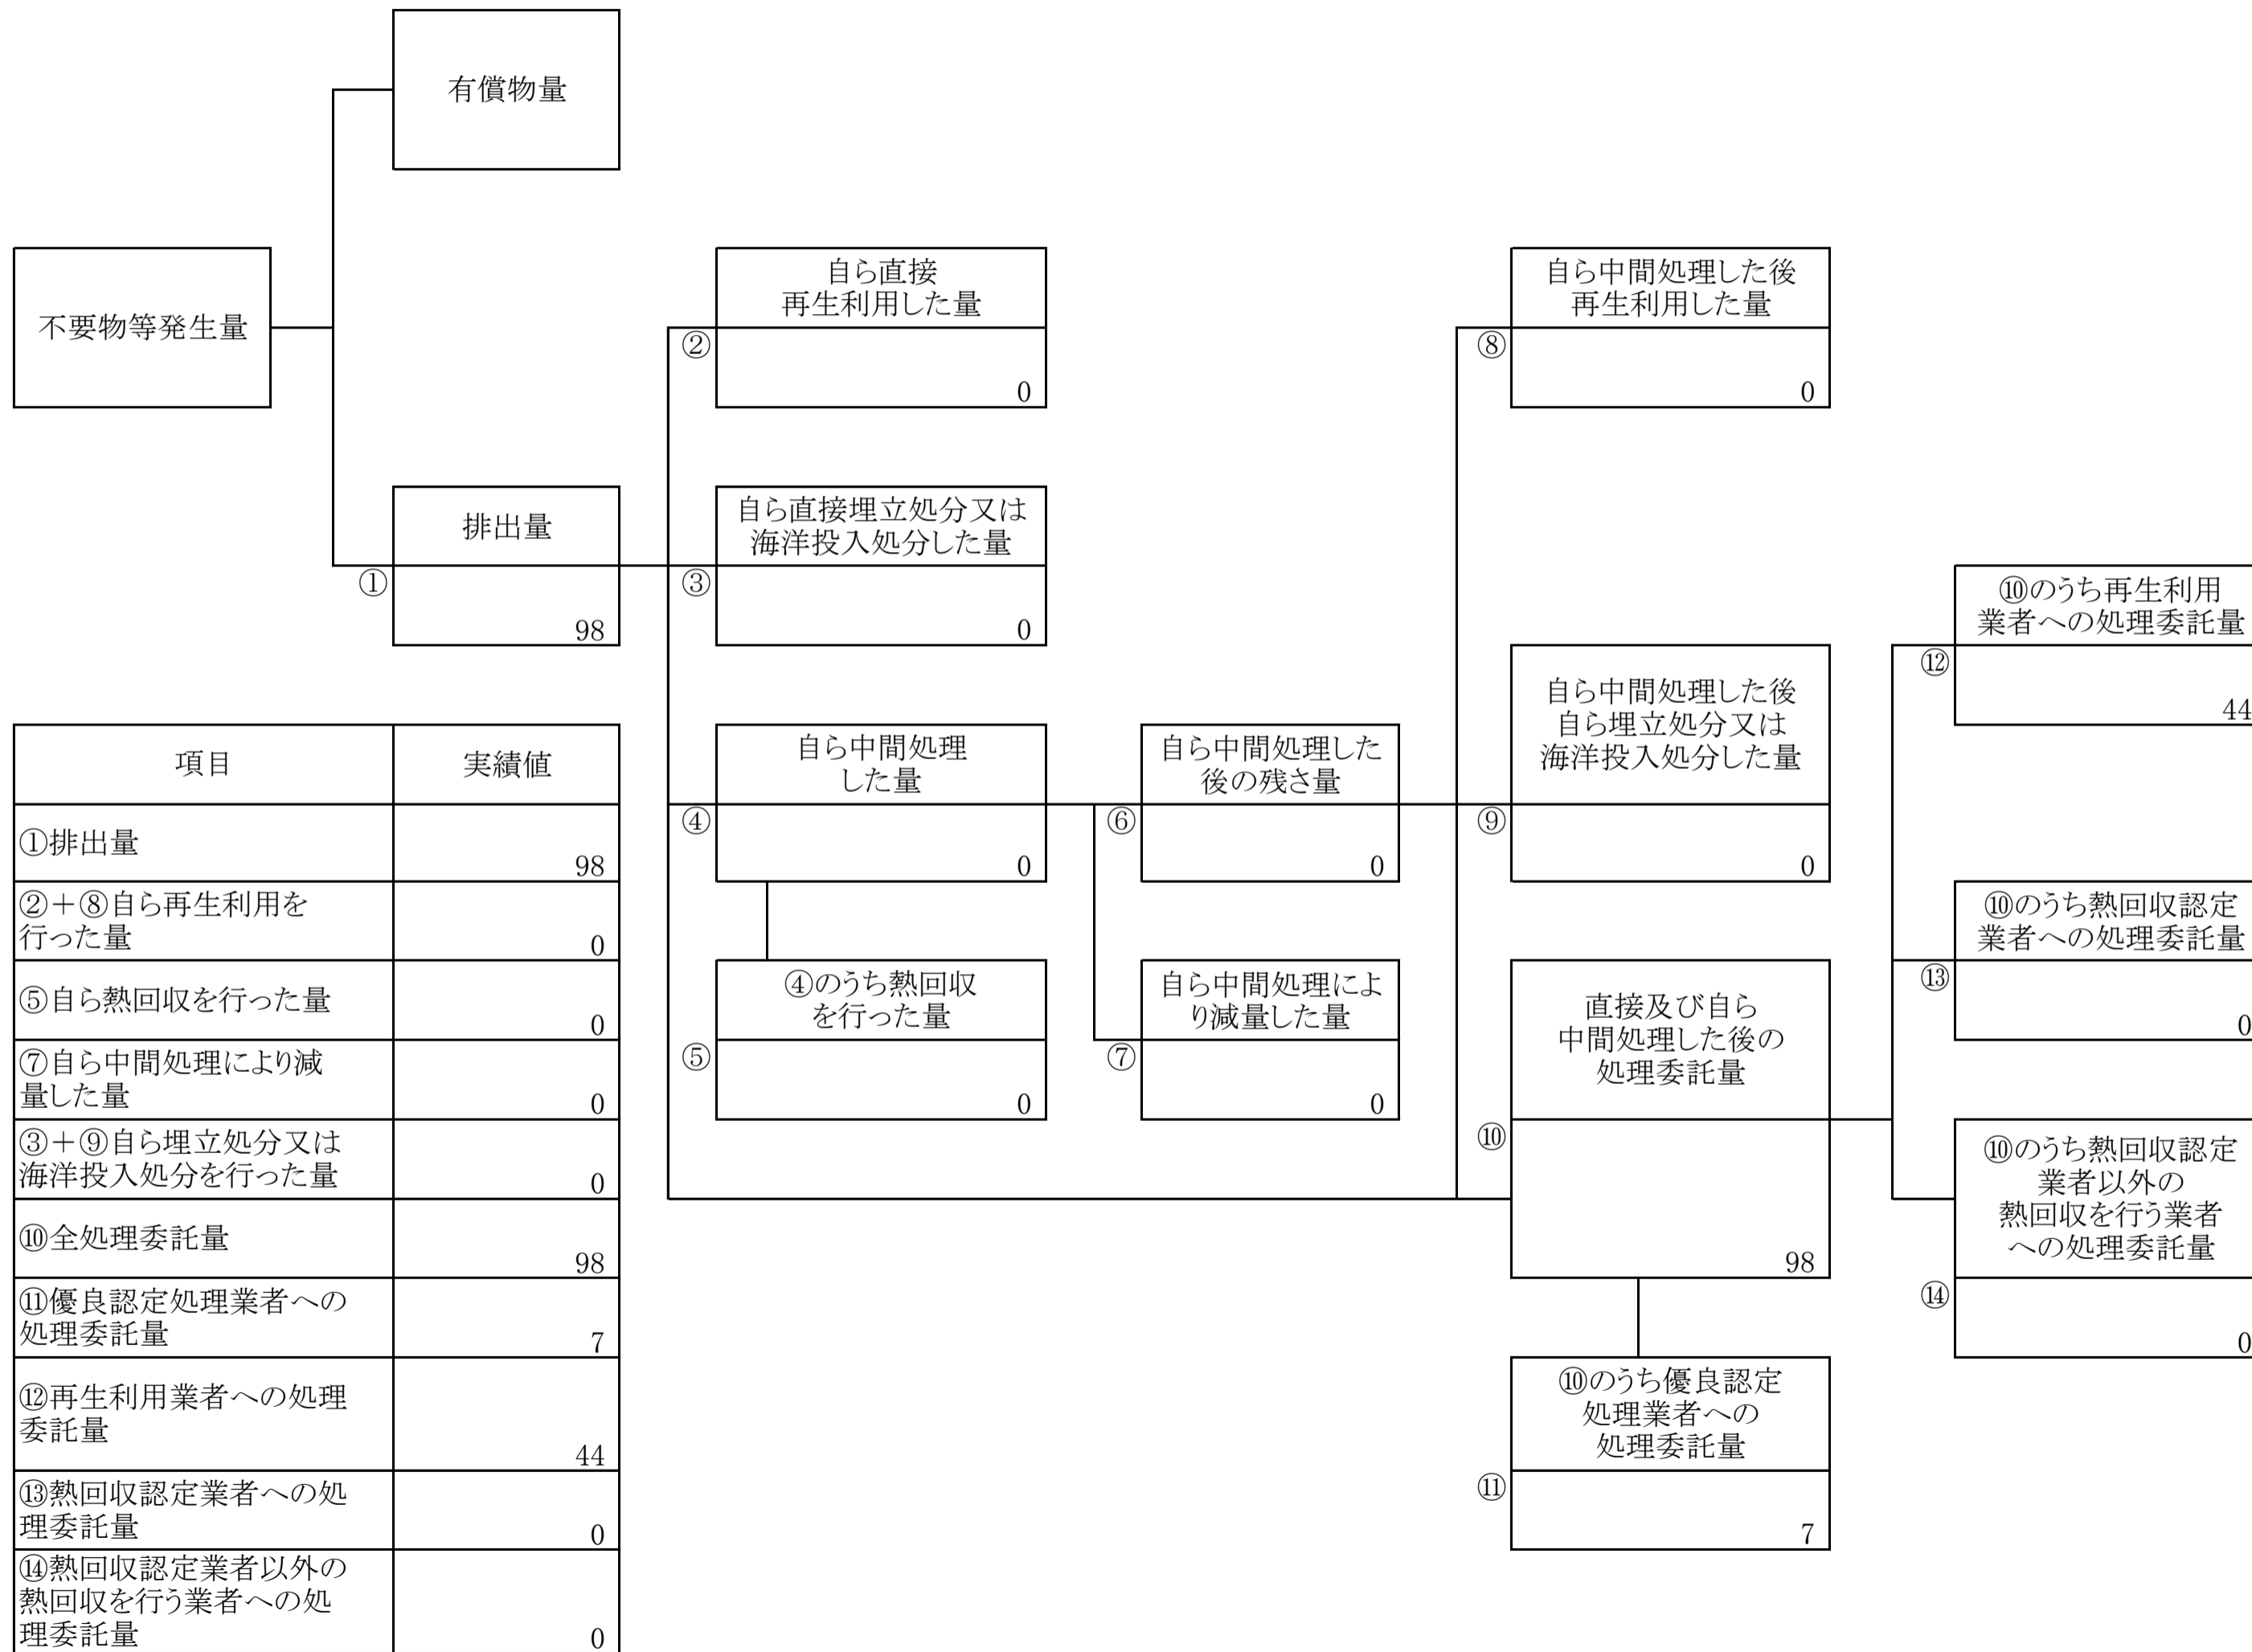 有償物量
不要物等発生量
自ら直接
再生利用した量
②
0
自ら中間処理した後
再生利用した量
⑧
0
排出量
①
98
自ら直接埋立処分又は
海洋投入処分した量
③
0
⑩のうち再生利用
業者への処理委託量
⑫
44
自ら中間処理
した量
④
0
自ら中間処理した
後の残さ量
⑥
0
自ら中間処理した後
自ら埋立処分又は
海洋投入処分した量
⑨
0
⑩のうち熱回収認定
業者への処理委託量
⑬
0
④のうち熱回収
を行った量
⑤
0
自ら中間処理によ
り減量した量
⑦
0
直接及び自ら
中間処理した後の
処理委託量
⑩
98
⑩のうち熱回収認定
業者以外の
熱回収を行う業者
への処理委託量
⑭
0
⑩のうち優良認定
処理業者への
処理委託量
⑪
7
項目 実績値
①排出量
98
②+⑧自ら再生利用を
行った量
0
⑤自ら熱回収を行った量
0
⑦自ら中間処理により減
量した量
0
③+⑨自ら埋立処分又は
海洋投入処分を行った量
0
⑩全処理委託量
98
⑪優良認定処理業者への
処理委託量
7
⑫再生利用業者への処理
委託量
44
⑬熱回収認定業者への処
理委託量
0
⑭熱回収認定業者以外の
熱回収を行う業者への処
理委託量
0